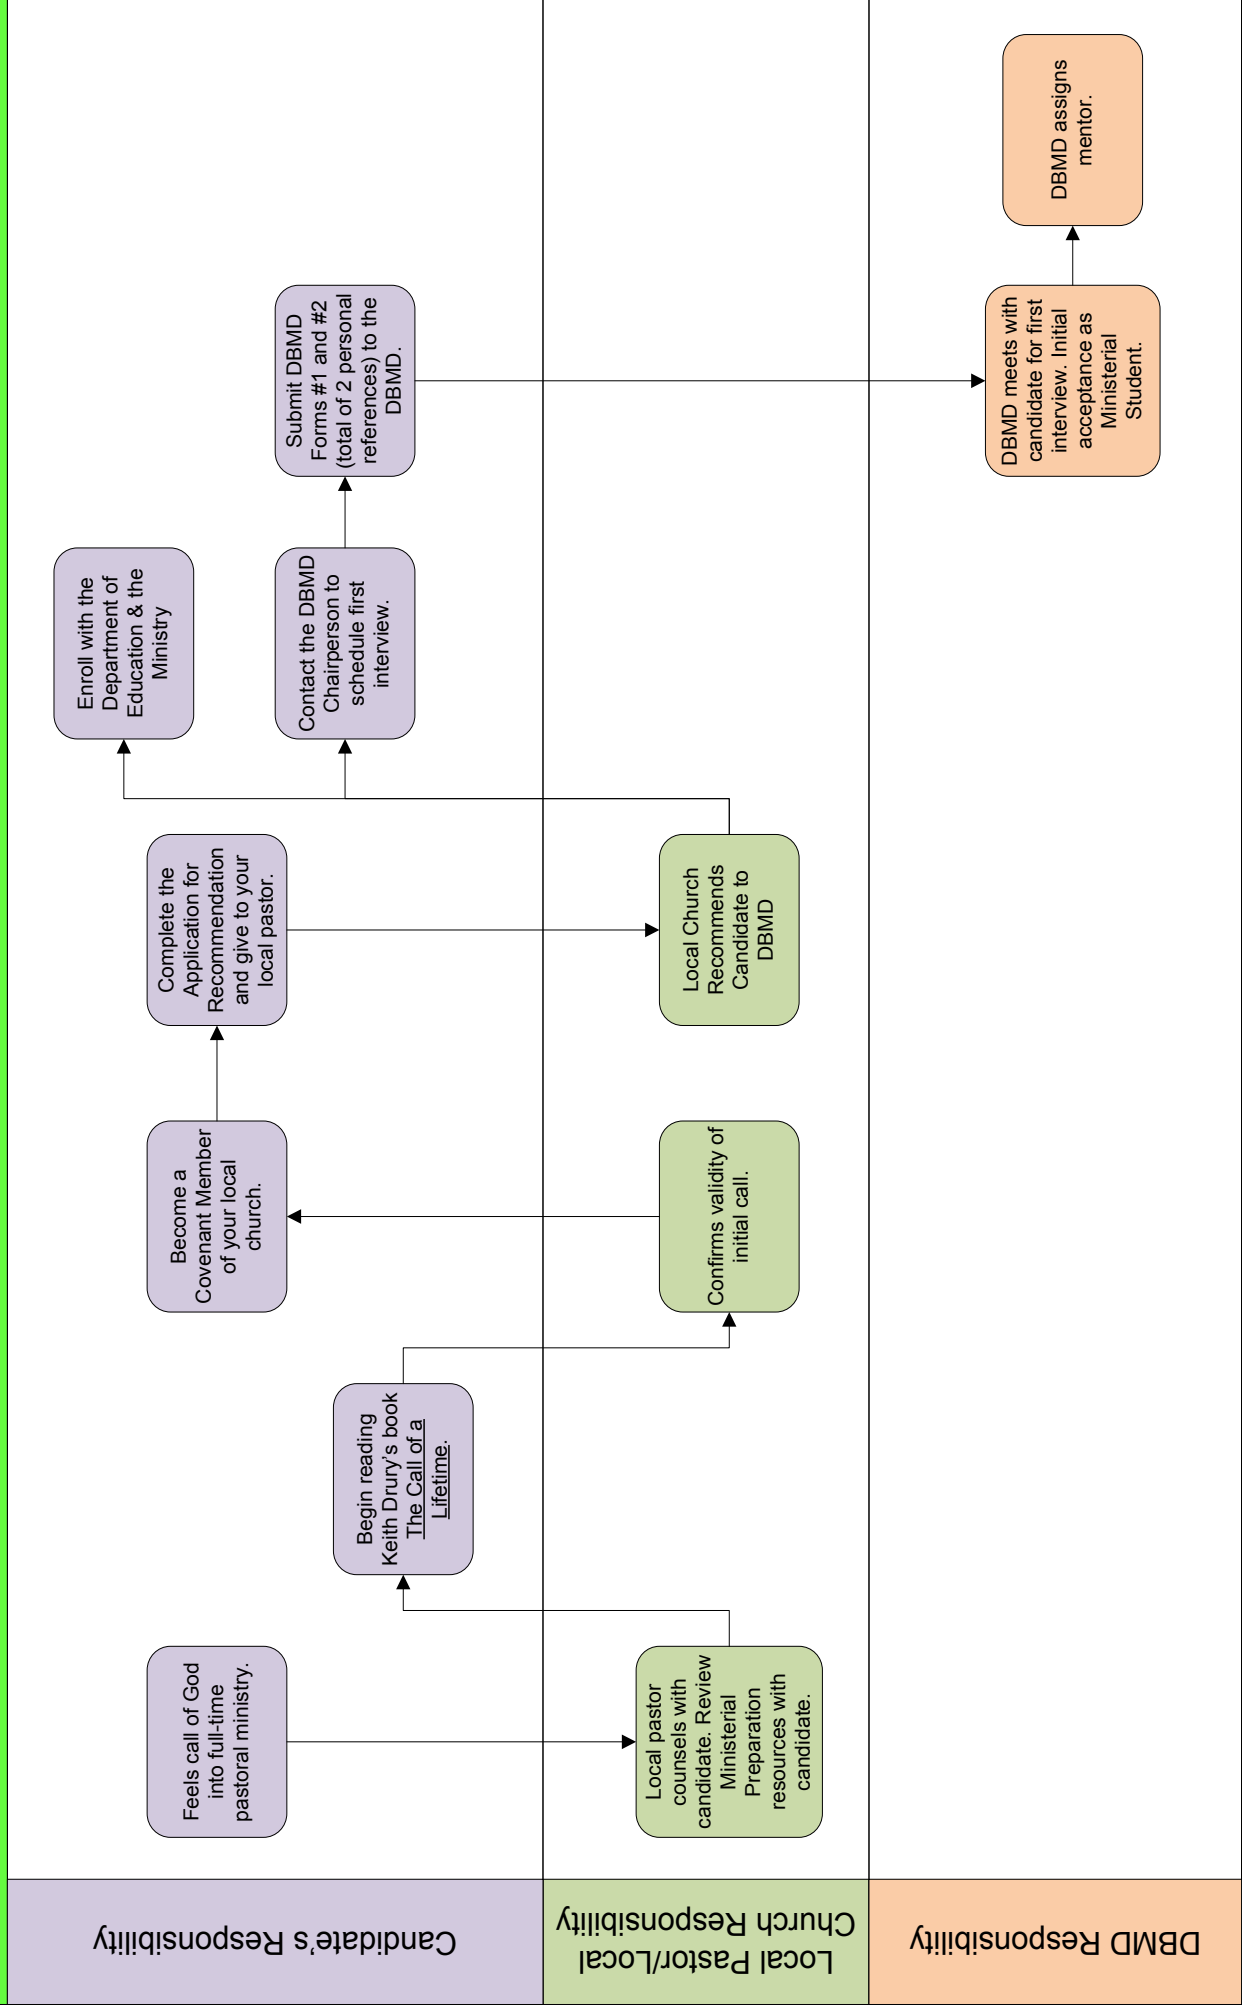 Candidate's Responsibility
Feels call of God
into full-time
pastoral ministry.
Begin reading
Keith Drury’s book
The Call of a
Lifetime.
Become a
Covenant Member
of your local
church.
Complete the
Application for
Recommendation
and give to your
local pastor.
Enroll with the
Department of
Education & the
Ministry
Contact the DBMD
Chairperson to
schedule first
interview.
Submit DBMD
Forms #1 and #2
(total of 2 personal
references) to the
DBMD.
Local Pastor/Local
Church Responsibility
Local pastor
counsels with
candidate. Review
Ministerial
Preparation
resources with
candidate.
Confirms validity of
initial call.
Local Church
Recommends
Candidate to
DBMD
DBMD Responsibility
DBMD meets with
candidate for first
interview. Initial
acceptance as
Ministerial
Student.
DBMD assigns
mentor.